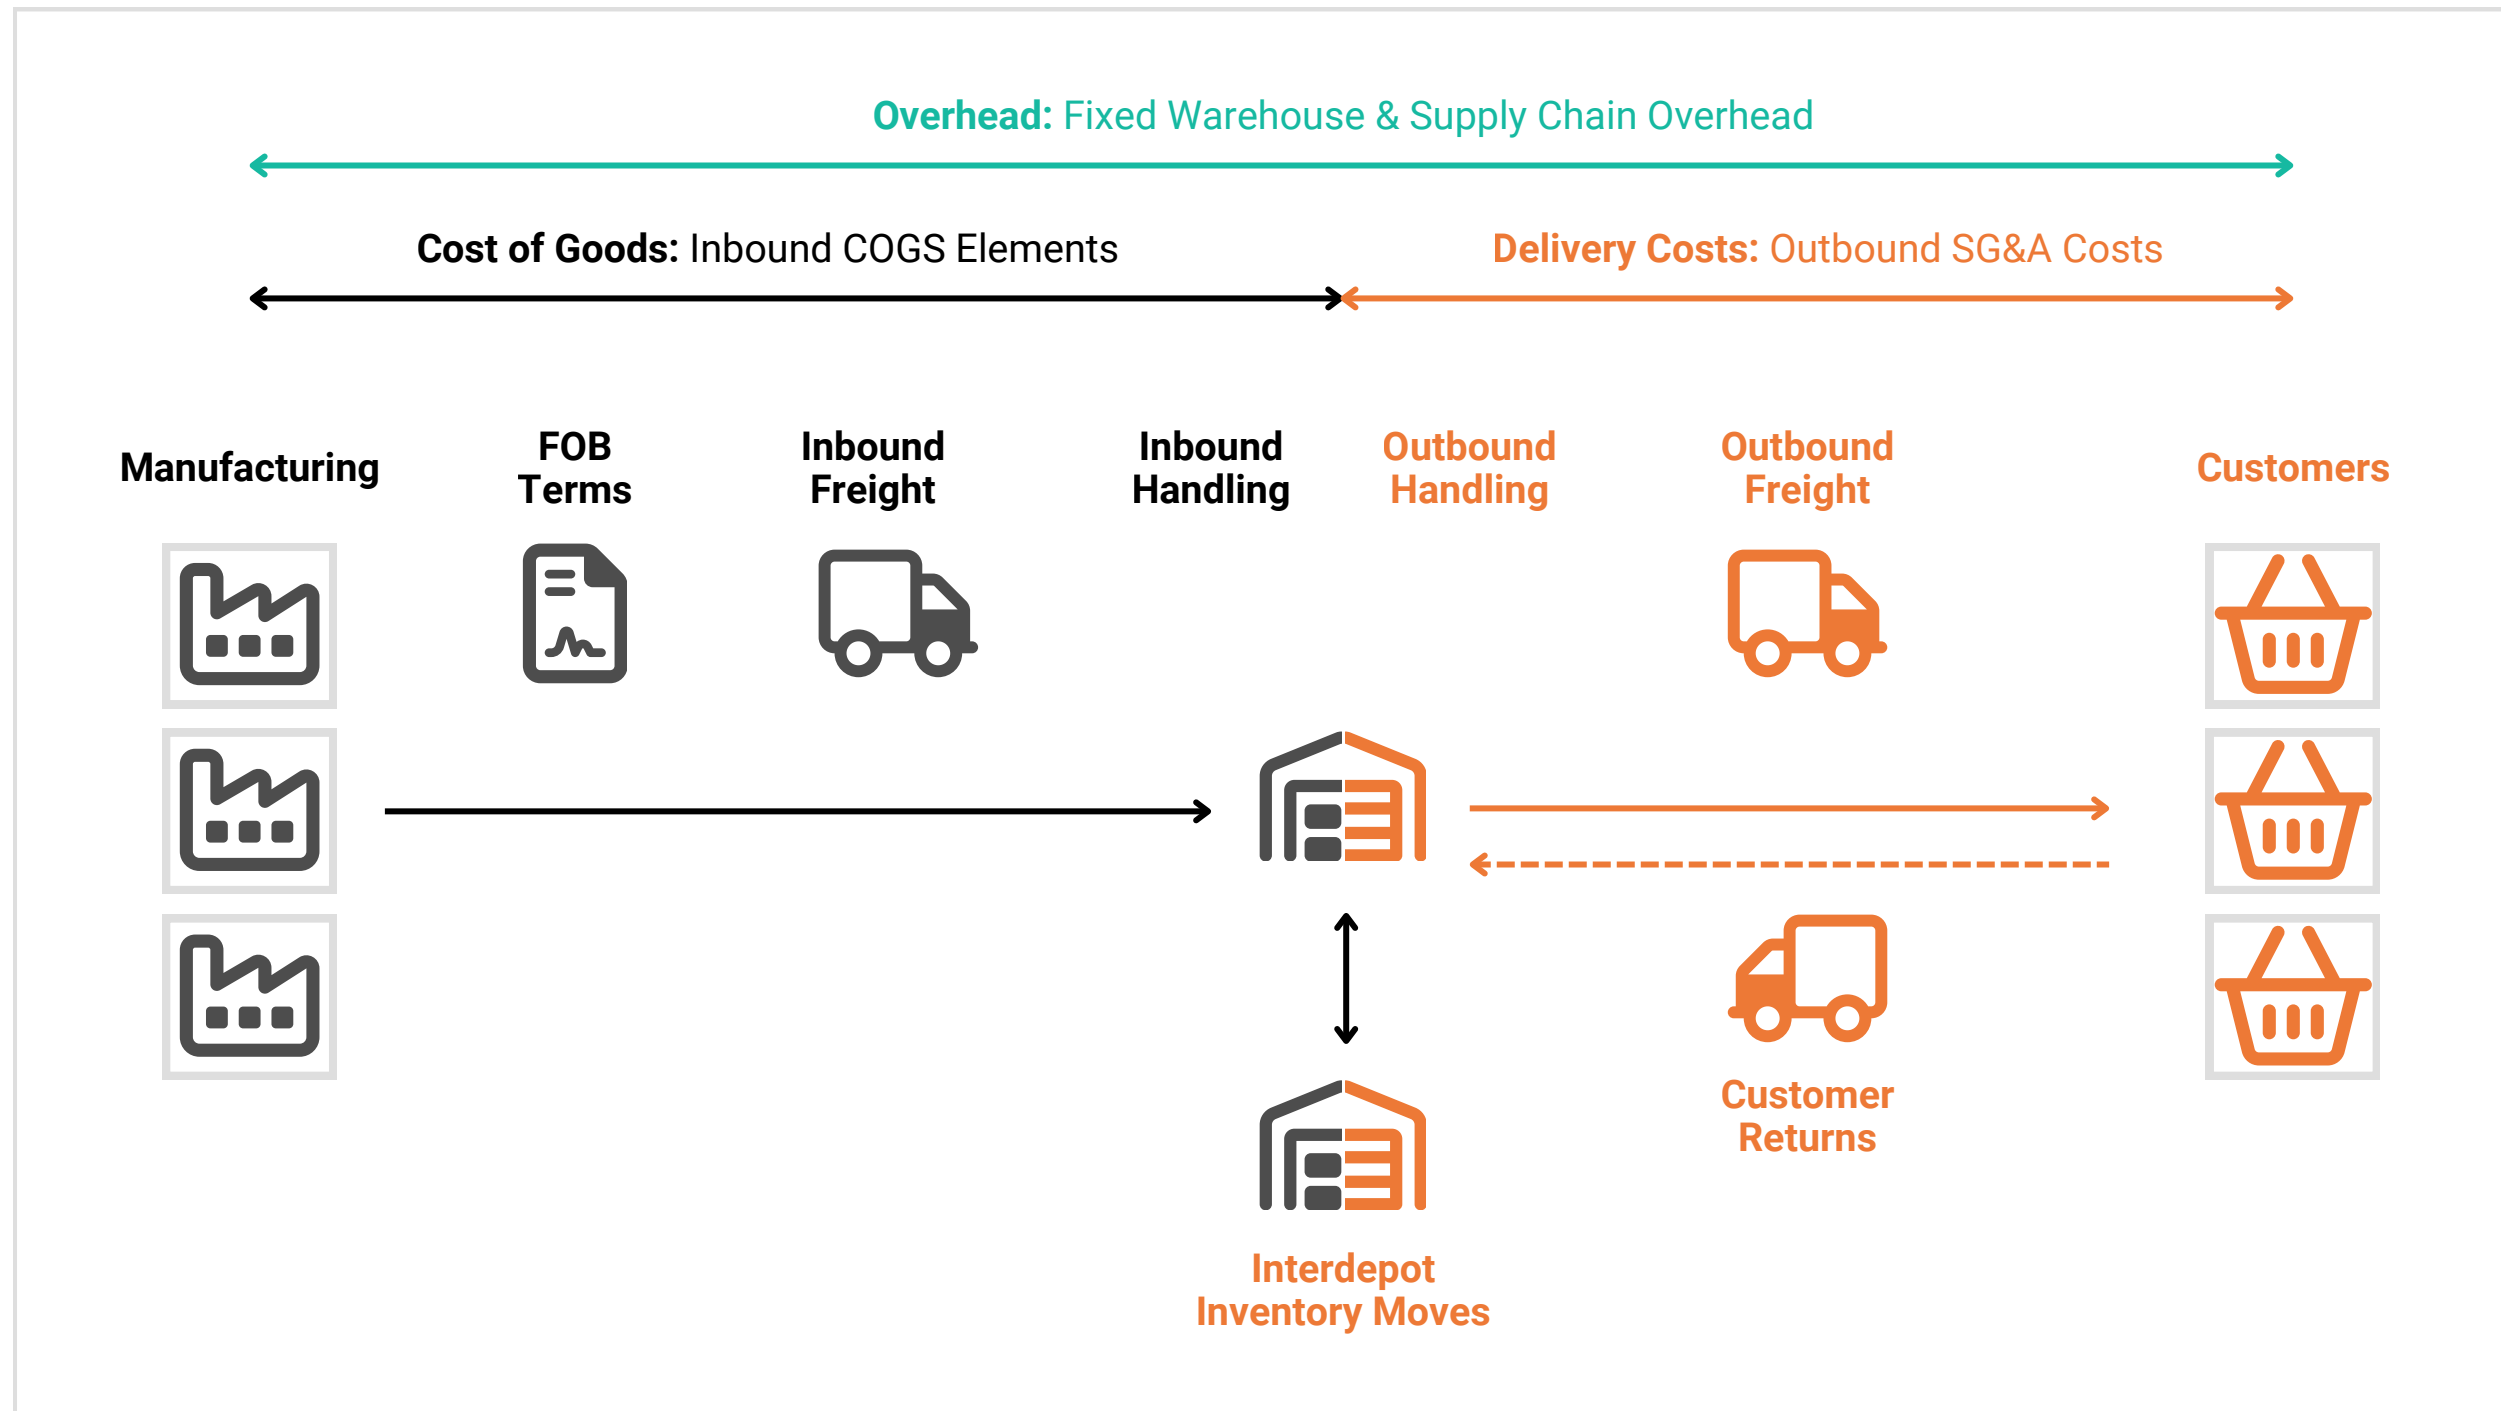 Overhead: Fixed Warehouse & Supply Chain Overhead
Cost of Goods: Inbound COGS Elements
Delivery Costs: Outbound SG&A Costs
Manufacturing
FOB
Terms
Inbound
Freight
Inbound
Handling
Outbound
Handling
Outbound
Freight
Customers
Customer
Returns
Interdepot
Inventory Moves